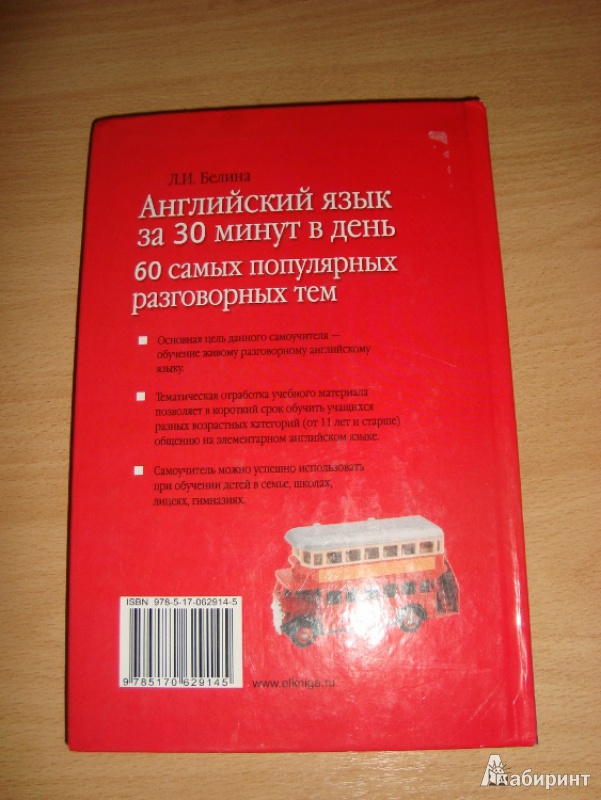 Л.И. Белина
Английский язык
за 30 минут в день
60 самых популярных
разговорных тем
Основная цель данного самоучителя —
обучение живому разговорному английскому
языку.
Тематическая отработка учебного материала
позволяет в короткий срок обучить учащихся
разных возрастных категорий (от 11 лет и старше)
общению на элементарном английском языке.
Самоучитель можно успешно использовать
при обучении детей в семье, школах,
лицеях, гимназиях.
ISBN 978-5-17-062914-5
9 785170 629145
www.elkniga.ru
Лабиринт